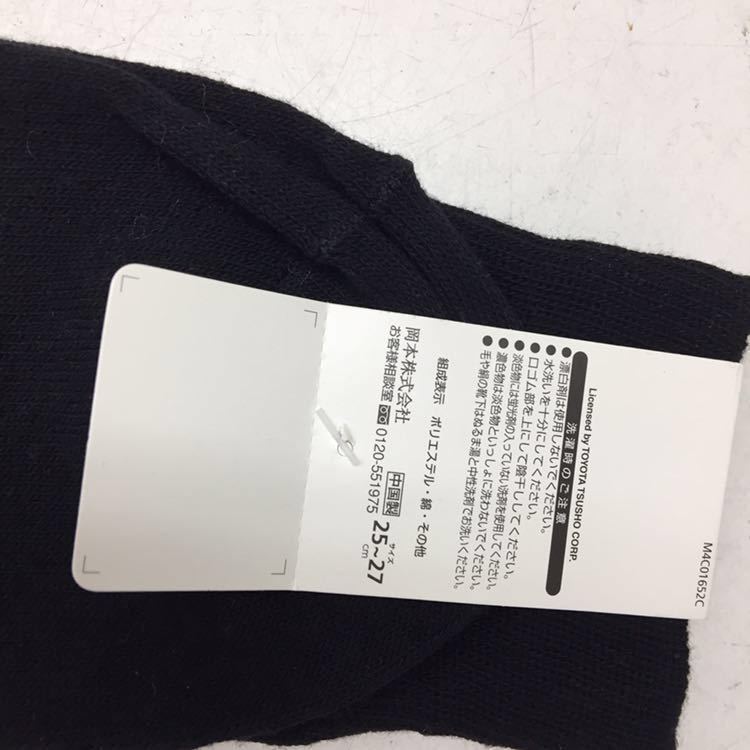 M4C01652C
Licensed by TOYOTA TSUSHO CORP.
洗濯時のご注意
●漂白剤は使用しないでください。
●水洗いを十分にしてください。
●口ゴム部を上にして陰干ししてください。
●淡色物には蛍光剤の入っていない洗剤を使用してください。
●濃色物は淡色物といっしょに洗わないでください。
●手や絹の靴下はぬるま湯と中性洗剤でお洗いください。
組成表示 ポリエステル・綿・その他
岡本株式会社 中国製 サイズ 25~27 cm
お客様相談室 0120-551975